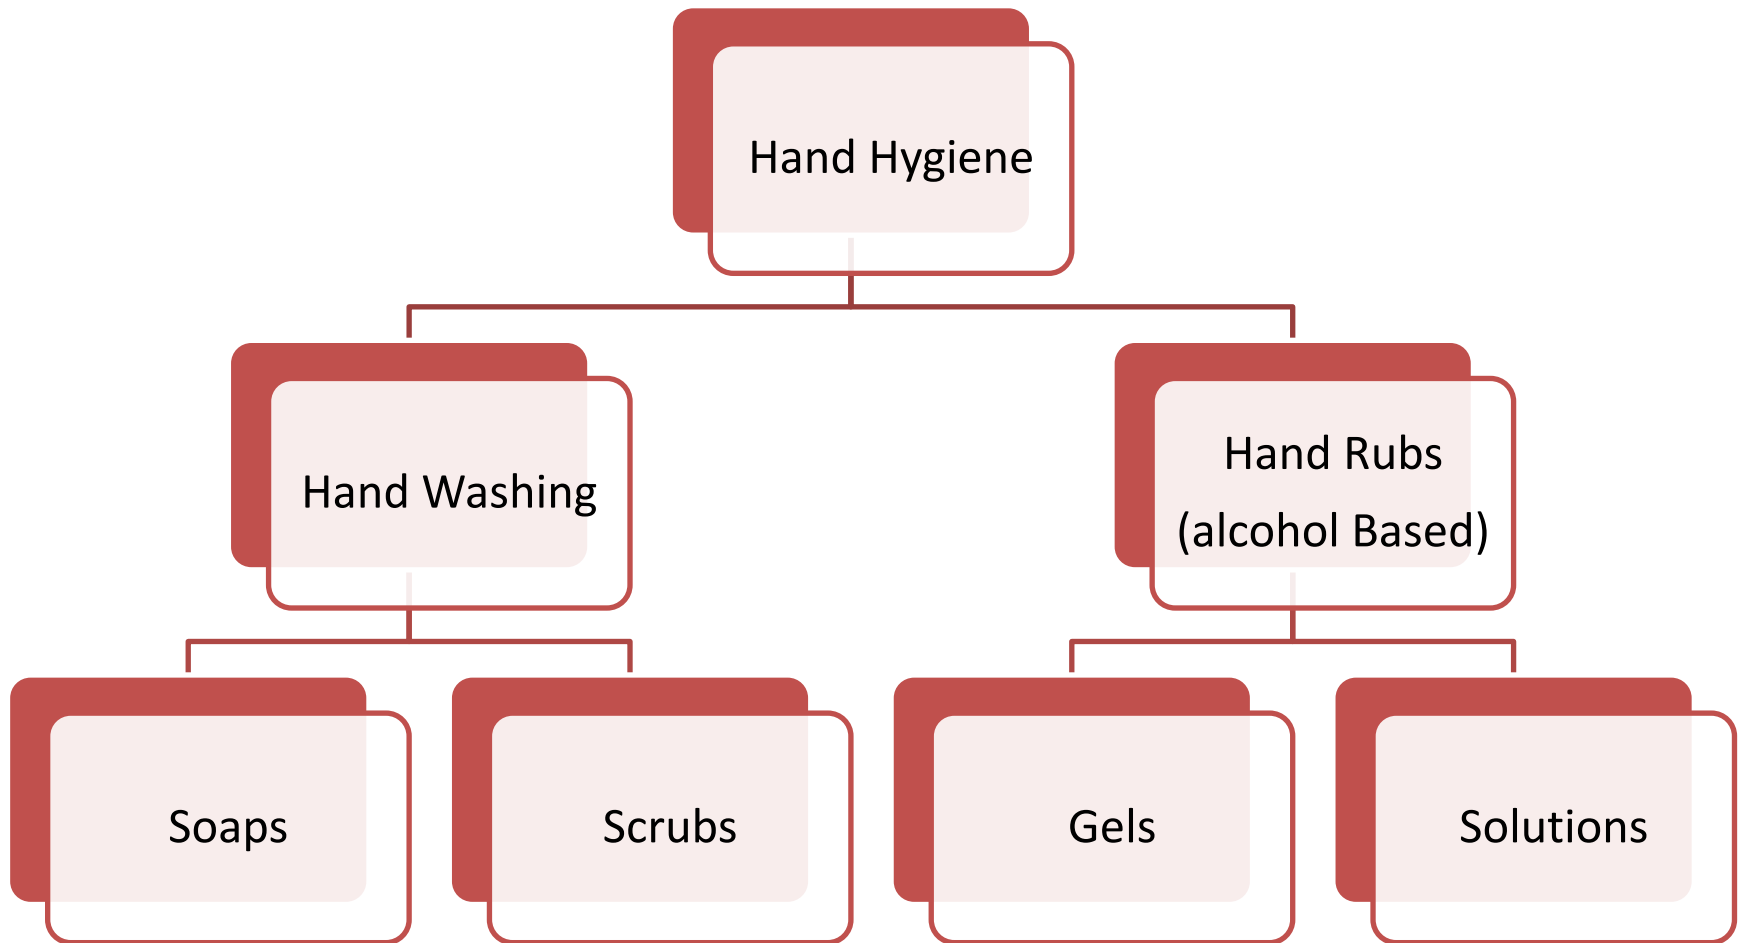 Hand Hygiene
Hand Washing
Hand Rubs
(alcohol Based)
Soaps
Scrubs
Gels
Solutions